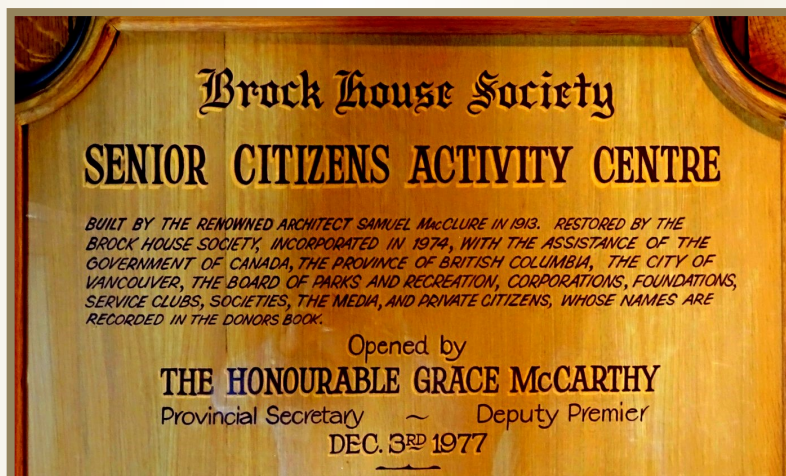 Brock House Society
SENIOR CITIZENS ACTIVITY CENTRE
BUILT BY THE RENOWNED ARCHITECT SAMUEL MACCLURE IN 1913. RESTORED BY THE
BROCK HOUSE SOCIETY, INCORPORATED IN 1974, WITH THE ASSISTANCE OF THE
GOVERNMENT OF CANADA, THE PROVINCE OF BRITISH COLUMBIA, THE CITY OF
VANCOUVER, THE BOARD OF PARKS AND RECREATION, CORPORATIONS, FOUNDATIONS,
SERVICE CLUBS, SOCIETIES, THE MEDIA, AND PRIVATE CITIZENS, WHOSE NAMES ARE
RECORDED IN THE DONORS BOOK.
Opened by
THE HONOURABLE GRACE McCARTHY
Provincial Secretary ~ Deputy Premier
DEC. 3RD 1977